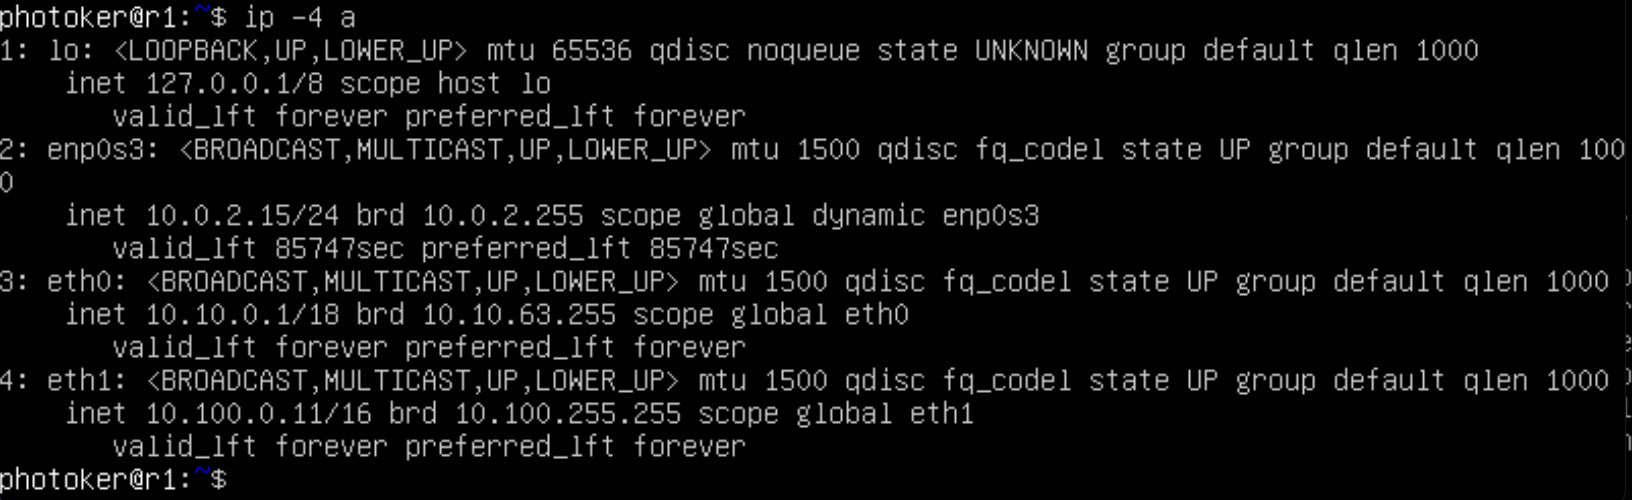 photoker@r1:~$ ip -4 a
1: lo: <LOOPBACK,UP,LOWER_UP> mtu 65536 qdisc noqueue state UNKNOWN group default qlen 1000
    inet 127.0.0.1/8 scope host lo
       valid_lft forever preferred_lft forever
2: enp0s3: <BROADCAST,MULTICAST,UP,LOWER_UP> mtu 1500 qdisc fq_codel state UP group default qlen 100
0
    inet 10.0.2.15/24 brd 10.0.2.255 scope global dynamic enp0s3
       valid_lft 85747sec preferred_lft 85747sec
3: eth0: <BROADCAST,MULTICAST,UP,LOWER_UP> mtu 1500 qdisc fq_codel state UP group default qlen 1000
    inet 10.10.0.1/18 brd 10.10.63.255 scope global eth0
       valid_lft forever preferred_lft forever
4: eth1: <BROADCAST,MULTICAST,UP,LOWER_UP> mtu 1500 qdisc fq_codel state UP group default qlen 1000
    inet 10.100.0.11/16 brd 10.100.255.255 scope global eth1
       valid_lft forever preferred_lft forever
photoker@r1:~$